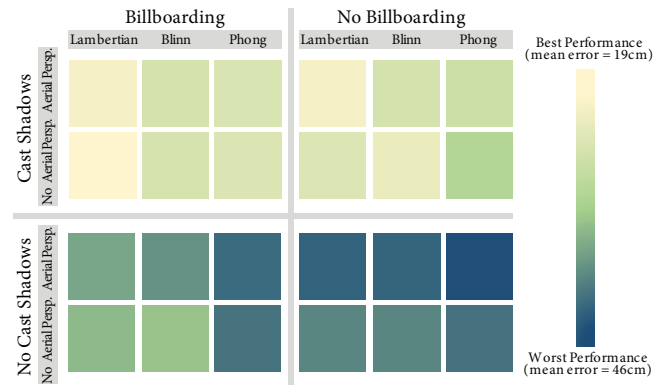 Billboarding
No Billboarding
Lambertian Blinn Phong
Lambertian Blinn Phong
Best Performance
(mean error = 19cm)
Cast Shadows
Aerial Persp.
No Aerial Persp.
No Cast Shadows
Aerial Persp.
No Aerial Persp.
Worst Performance
(mean error = 46cm)